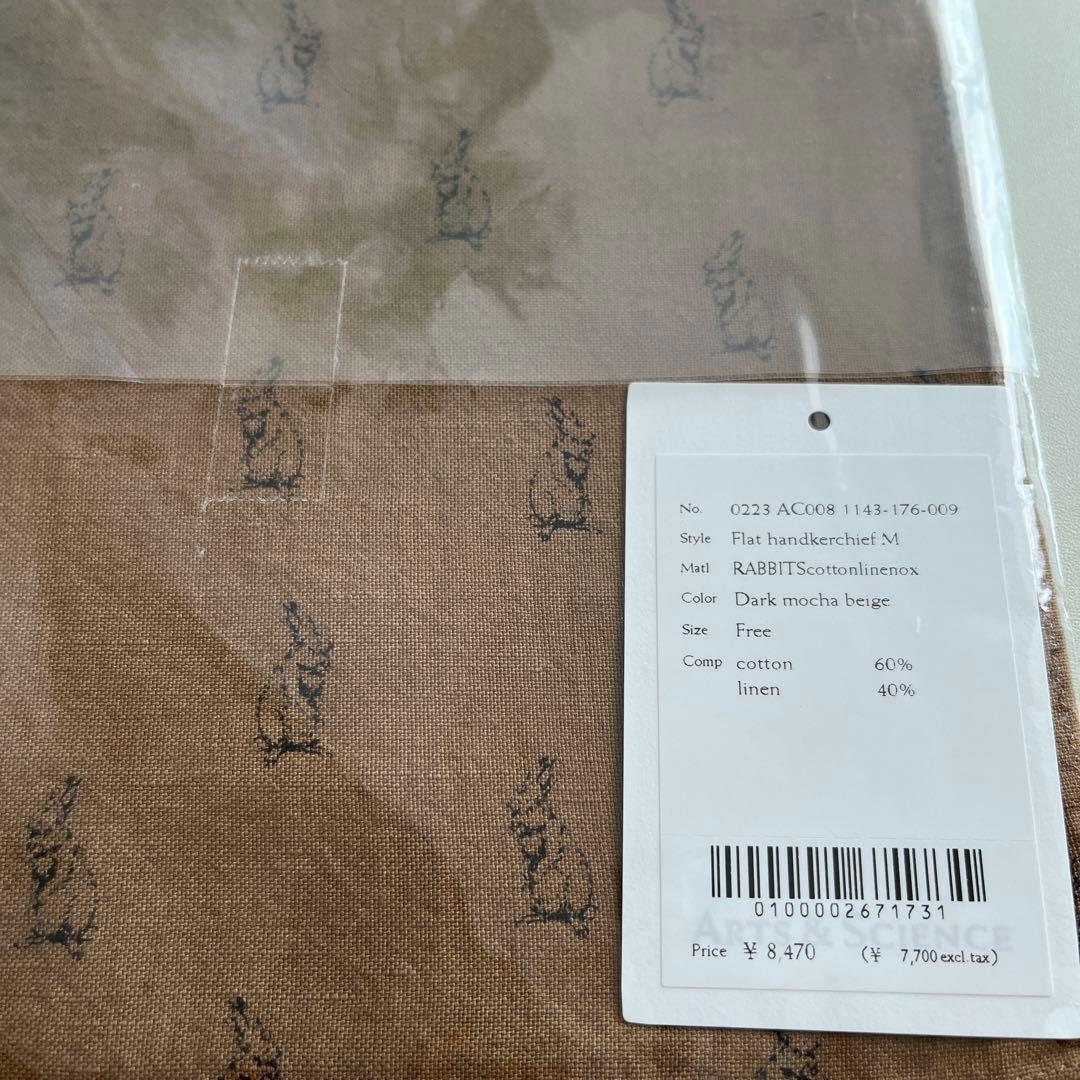 No. 0223 AC008 1143-176-009
Style Flat handkerchief M
Matl RABBITScottonlinenox
Color Dark mocha beige
Size Free
Comp cotton 60%
linen 40%
0100002671731
ARTS & SCIENCE
Price ¥ 8,470 (¥ 7,700 excl.tax)